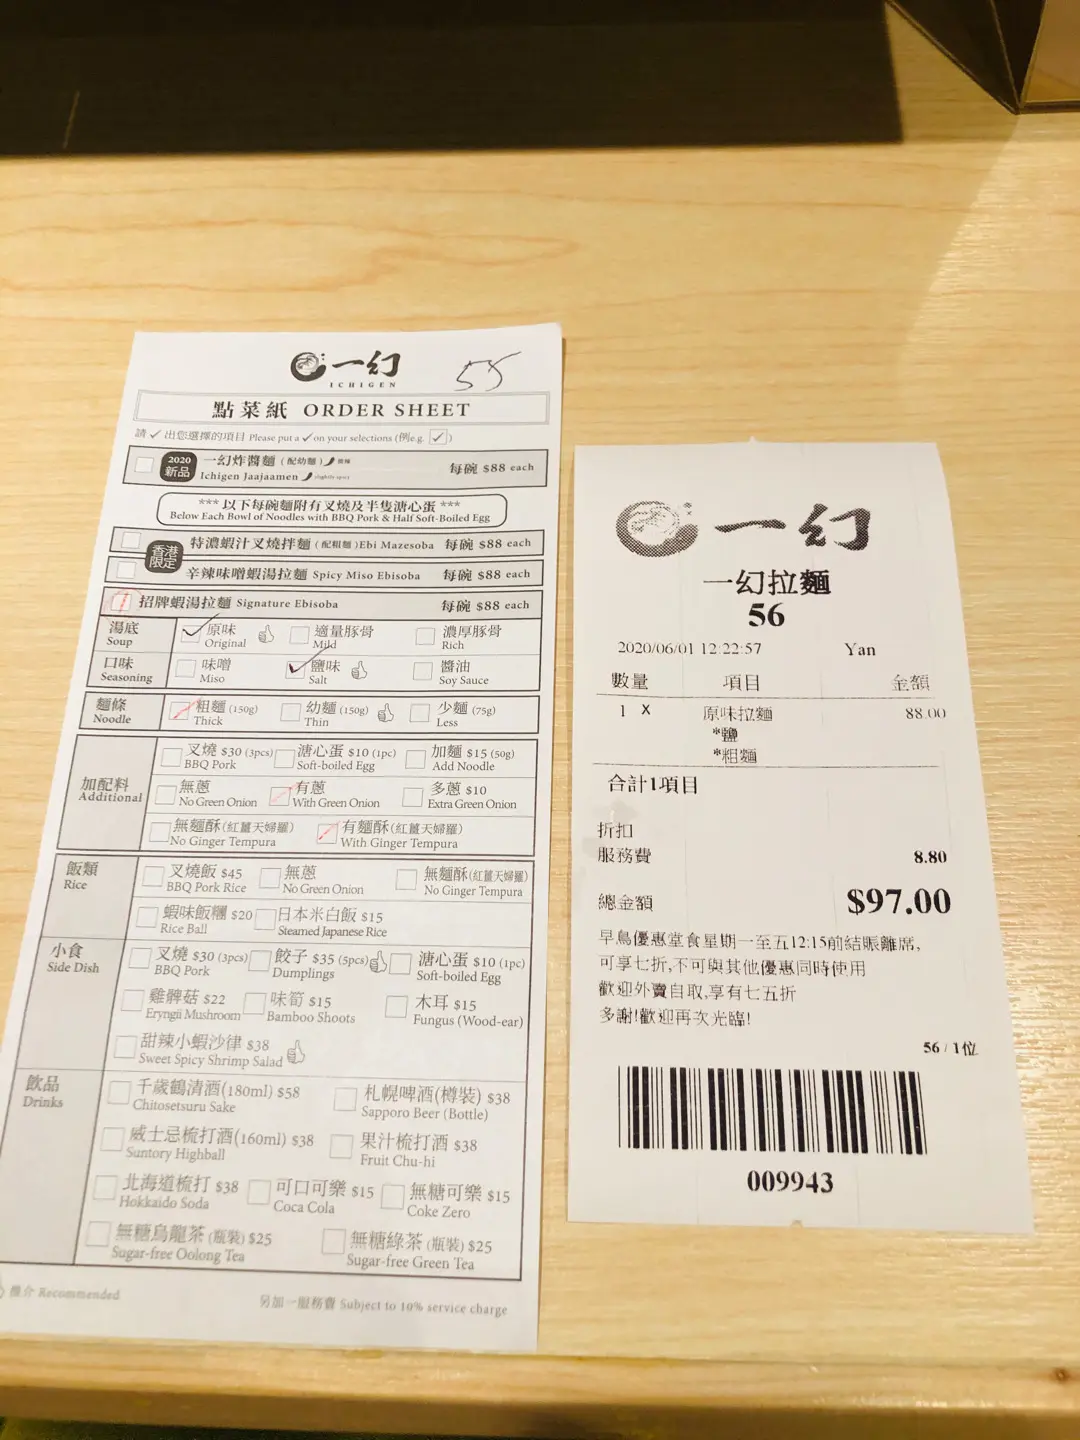 一幻
ICHIGEN
55
點菜紙 ORDER SHEET
請✓出您選擇的項目 Please put a ✓ on your selections (例e.g. ✓)
2020 新品 一幻炸醬麵 (配幼麵) 微辣 每碗 $88 each
Ichigen Jaajaamen slightly spicy
*** 以下每碗麵附有叉燒及半隻溏心蛋 ***
Below Each Bowl of Noodles with BBQ Pork & Half Soft-Boiled Egg
香港限定
特濃蝦汁叉燒拌麵 (配粗麵) Ebi Mazesoba 每碗 $88 each
辛辣味噌蝦湯拉麵 Spicy Miso Ebisoba 每碗 $88 each
1 招牌蝦湯拉麵 Signature Ebisoba 每碗 $88 each
湯底 ✓ 原味 適量豚骨 濃厚豚骨
Soup Original Mild Rich
口味 味噌 ✓ 鹽味 醬油
Seasoning Miso Salt Soy Sauce
麵條 粗麵 (150g) 幼麵 (150g) 少麵 (75g)
Noodle Thick Thin Less
加配料
Additional
叉燒 $30 (3pcs) 溏心蛋 $10 (1pc) 加麵 $15 (50g)
BBQ Pork Soft-boiled Egg Add Noodle
無蔥 有蔥 多蔥 $10
No Green Onion With Green Onion Extra Green Onion
無麵酥(紅薑天婦羅) 有麵酥(紅薑天婦羅)
No Ginger Tempura With Ginger Tempura
飯類 叉燒飯 $45 無蔥 無麵酥(紅薑天婦羅)
Rice BBQ Pork Rice No Green Onion No Ginger Tempura
蝦味飯糰 $20 日本米白飯 $15
Rice Ball Steamed Japanese Rice
小食 叉燒 $30 (3pcs) 餃子 $35 (5pcs) 溏心蛋 $10 (1pc)
Side Dish BBQ Pork Dumplings Soft-boiled Egg
雞髀菇 $22 味筍 $15 木耳 $15
Eryngii Mushroom Bamboo Shoots Fungus (Wood-ear)
甜辣小蝦沙律 $38
Sweet Spicy Shrimp Salad
飲品 千歲鶴清酒(180ml) $58 札幌啤酒(樽裝) $38
Drinks Chitosetsuru Sake Sapporo Beer (Bottle)
威士忌梳打酒(160ml) $38 果汁梳打酒 $38
Suntory Highball Fruit Chu-hi
北海道梳打 $38 可口可樂 $15 無糖可樂 $15
Hokkaido Soda Coca Cola Coke Zero
無糖烏龍茶 (瓶裝) $25 無糖綠茶 (瓶裝) $25
Sugar-free Oolong Tea Sugar-free Green Tea
推介 Recommended
另加一服務費 Subject to 10% service charge
一幻
一幻拉麵
56
2020/06/01 12:22:57 Yan
數量 項目 金額
1 X 原味拉麵 88.00
*鹽
*粗麵
合計1項目
折扣
服務費 8.80
總金額 $97.00
早鳥優惠堂食星期一至五12:15前結賬離席,
可享七折,不可與其他優惠同時使用
歡迎外賣自取,享有七五折
多謝!歡迎再次光臨!
56 / 1位
009943